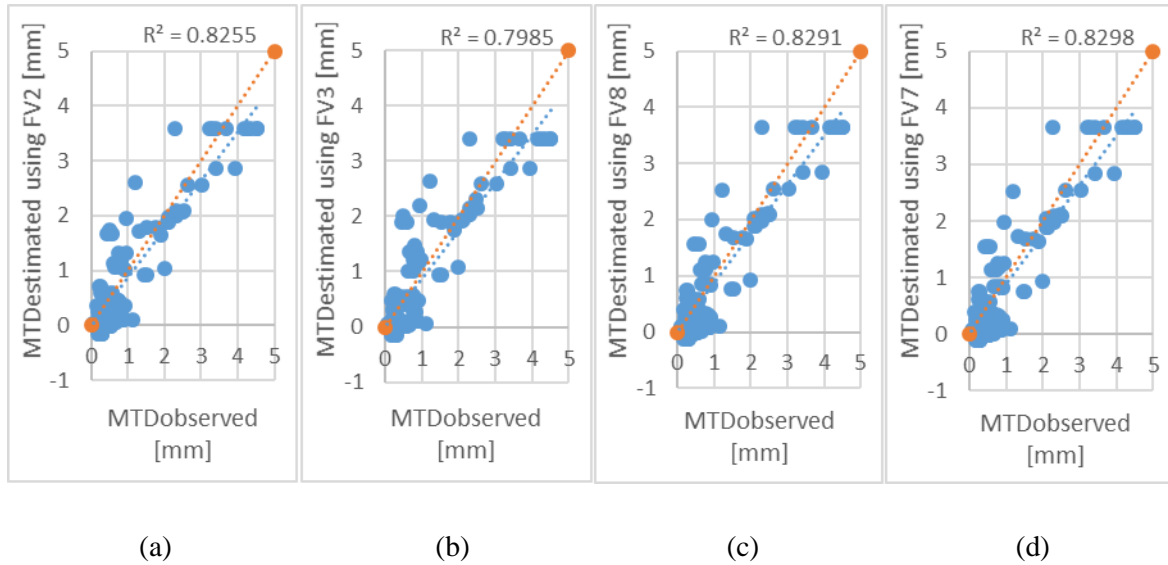 R² = 0.8255
MTDestimated using FV2 [mm]
5
4
3
2
1
0
-1
0 1 2 3 4 5
MTDobserved
[mm]
(a)
R² = 0.7985
MTDestimated using FV3 [mm]
5
4
3
2
1
0
-1
0 1 2 3 4 5
MTDobserved
[mm]
(b)
R² = 0.8291
MTDestimated using FV8 [mm]
5
4
3
2
1
0
-1
0 1 2 3 4 5
MTDobserved
[mm]
(c)
R² = 0.8298
MTDestimated using FV7 [mm]
5
4
3
2
1
0
-1
0 1 2 3 4 5
MTDobserved
[mm]
(d)